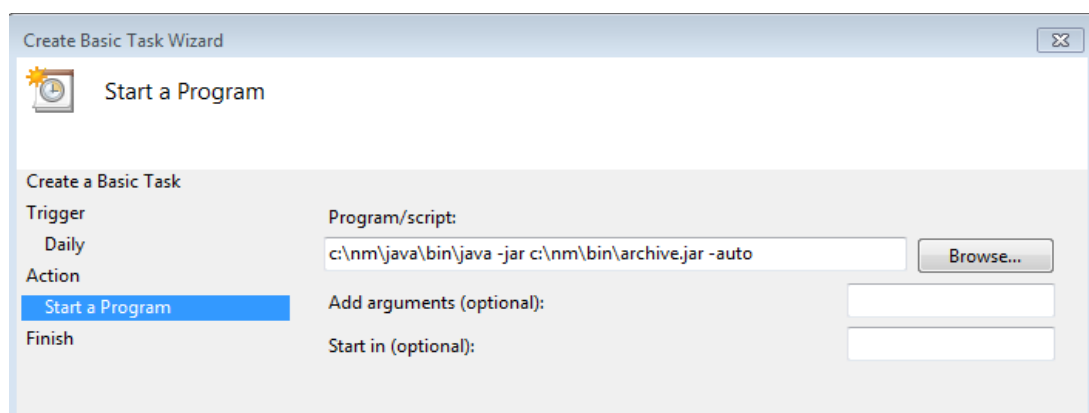 Create Basic Task Wizard
Start a Program
Create a Basic Task
Trigger
Daily
Action
Start a Program
Finish
Program/script:
c:\nm\java\bin\java -jar c:\nm\bin\archive.jar -auto
Browse...
Add arguments (optional):
Start in (optional):